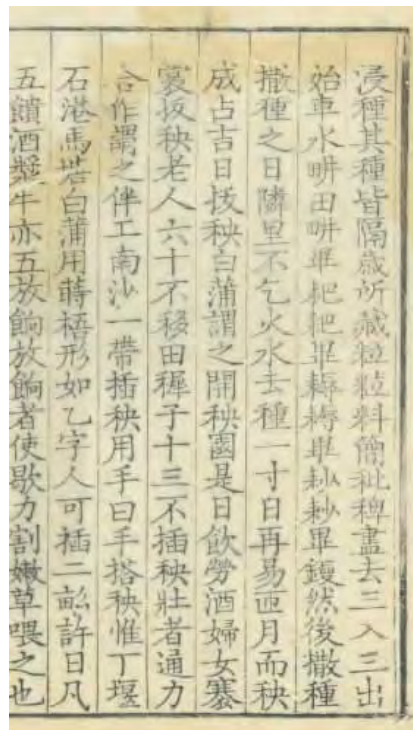 浸種其種皆隔歲所藏粒粒料簡秕稗盡去三入三出
始車水畊田畊畢杷杷畢耨耨畢耖耖畢鏝然後撒種
撒種之日隣里不乞火水去種一寸日再易匝月而秧
成占吉日拔秧白蒲謂之開秧園是日飲勞酒婦女褰
裳拔秧老人六十不移田穉子十三不插秧壯者通力
合作謂之伴工南沙一帶插秧用手曰手搭秧惟丁堰
石港馬塘白蒲用蒔梧形如乙字人可插二畝許日凡
五饋酒漿牛亦五放餉放餉者使歇力割嫩草喂之也